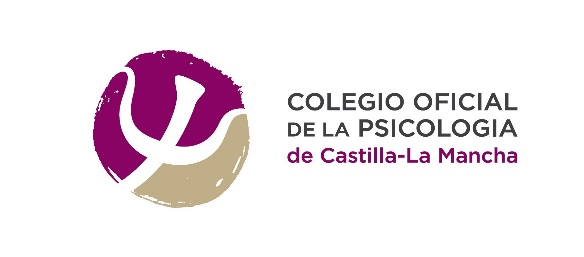 COLEGIO OFICIAL
DE LA PSICOLOGIA
de Castilla-La Mancha